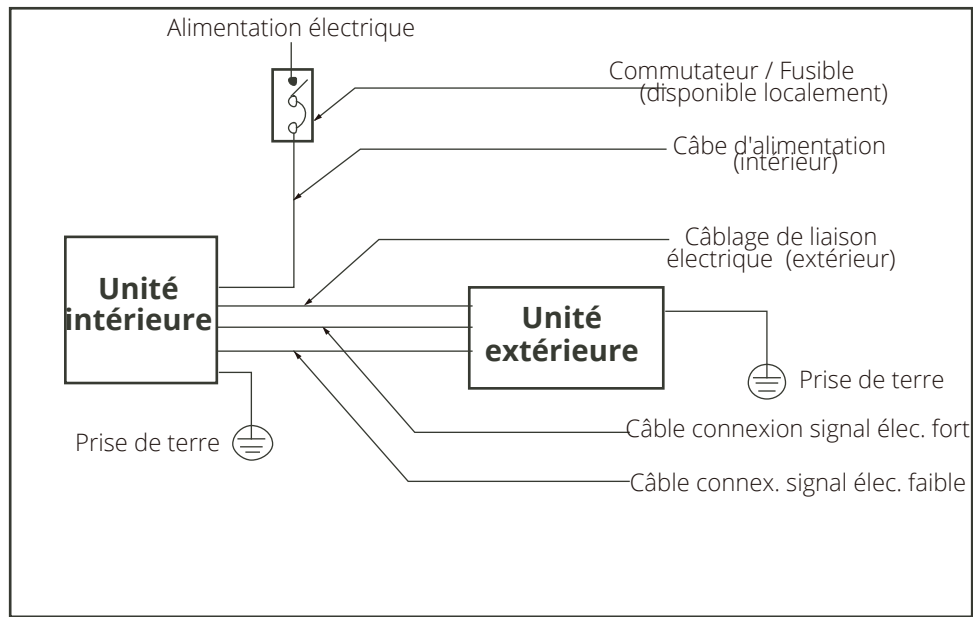 Alimentation électrique
Commutateur / Fusible
(disponible localement)
Câbe d'alimentation
(intérieur)
Câblage de liaison
électrique (extérieur)
Unité
intérieure
Unité
extérieure
Prise de terre
Prise de terre
Câble connexion signal élec. fort
Câble connex. signal élec. faible